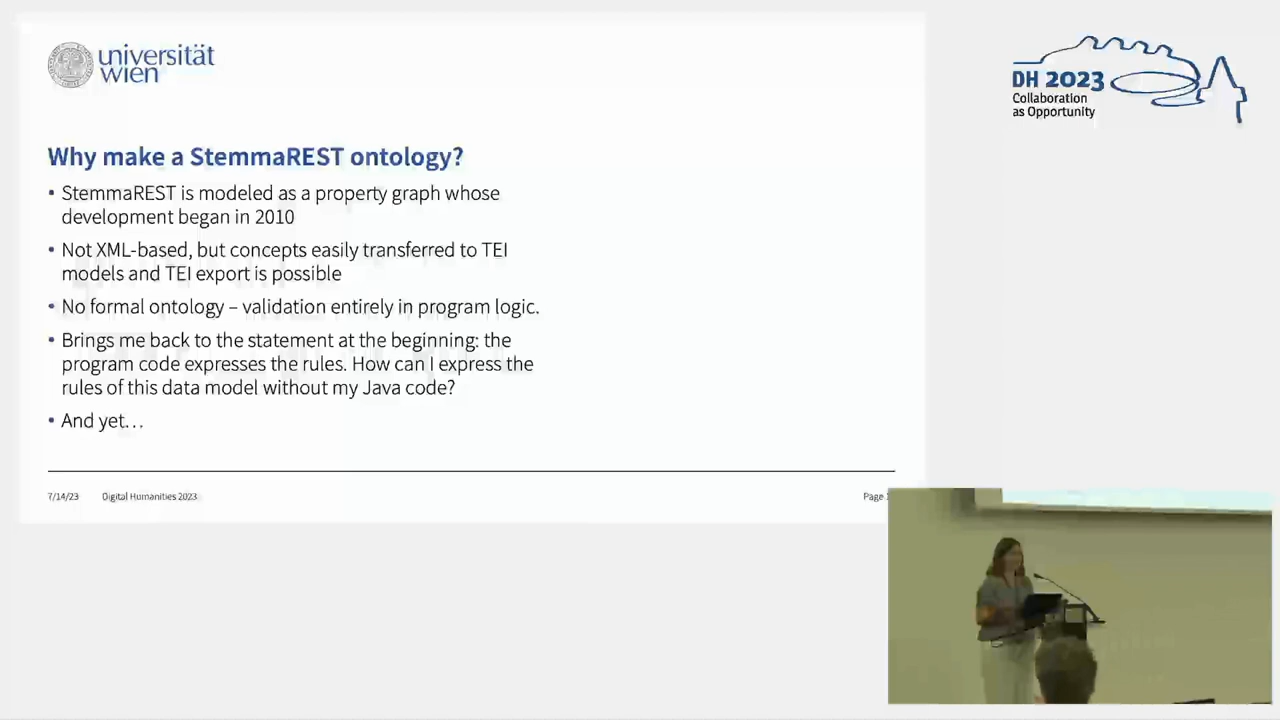 universität
wien
DH 2023
Collaboration
as Opportunity
Why make a StemmaREST ontology?
• StemmaREST is modeled as a property graph whose
development began in 2010
• Not XML-based, but concepts easily transferred to TEI
models and TEI export is possible
• No formal ontology – validation entirely in program logic.
• Brings me back to the statement at the beginning: the
program code expresses the rules. How can I express the
rules of this data model without my Java code?
• And yet…
7/14/23 Digital Humanities 2023 Page